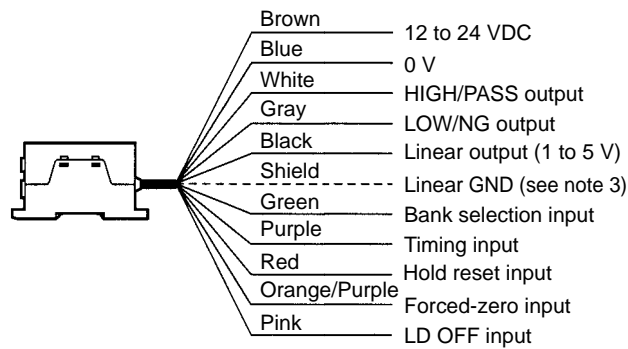 Brown 12 to 24 VDC
Blue 0 V
White HIGH/PASS output
Gray LOW/NG output
Black Linear output (1 to 5 V)
Shield Linear GND (see note 3)
Green Bank selection input
Purple Timing input
Red Hold reset input
Orange/Purple Forced-zero input
Pink LD OFF input